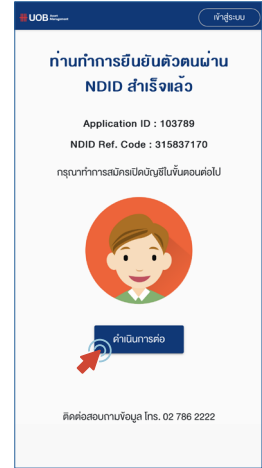 UOB Asset Management
เข้าสู่ระบบ
ท่านทำการยืนยันตัวตนผ่าน
NDID สำเร็จแล้ว
Application ID : 103789
NDID Ref. Code : 315837170
กรุณาทำการสมัครเปิดบัญชีในขั้นตอนต่อไป
ดำเนินการต่อ
ติดต่อสอบถามข้อมูล โทร. 02 786 2222